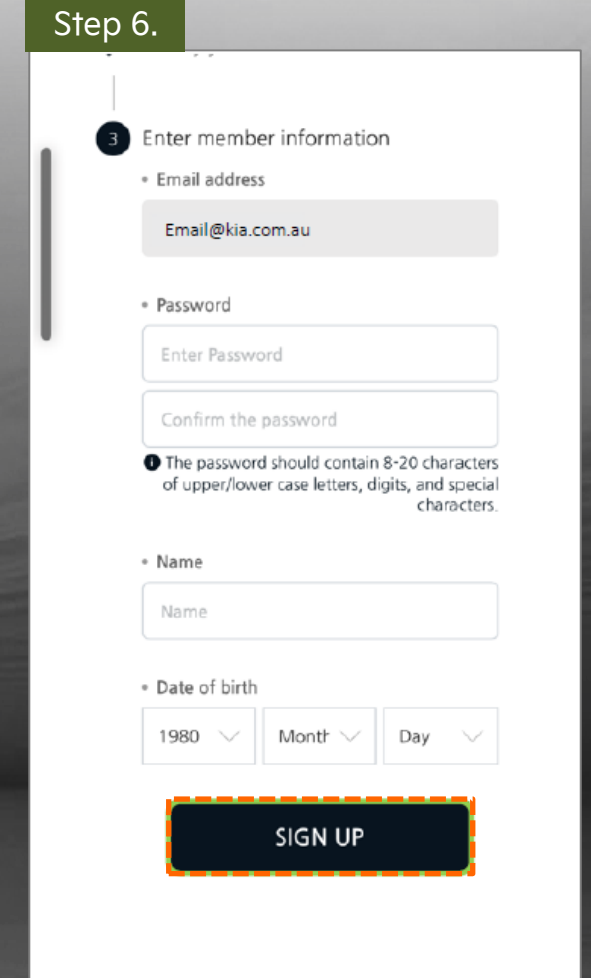 Step 6.
3 Enter member information
• Email address
Email@kia.com.au
• Password
Enter Password
Confirm the password
The password should contain 8-20 characters
of upper/lower case letters, digits, and special
characters.
• Name
Name
• Date of birth
1980 Month Day
SIGN UP